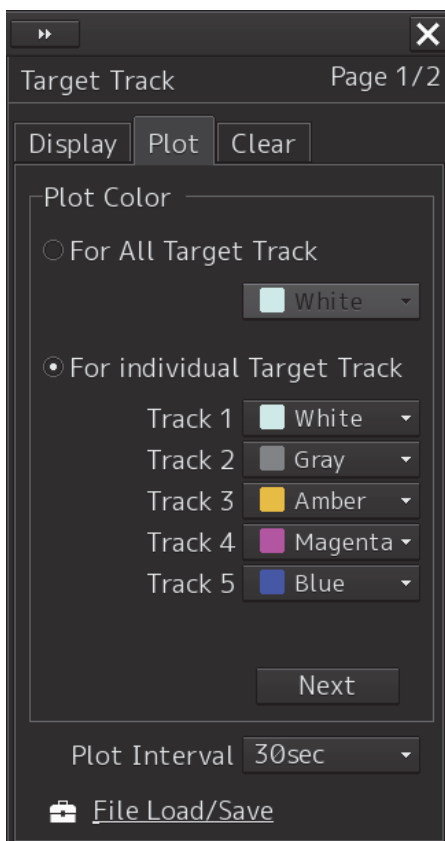 Target Track Page 1/2
Display Plot Clear
Plot Color
For All Target Track
White
For individual Target Track
Track 1 White
Track 2 Gray
Track 3 Amber
Track 4 Magenta
Track 5 Blue
Next
Plot Interval 30sec
File Load/Save